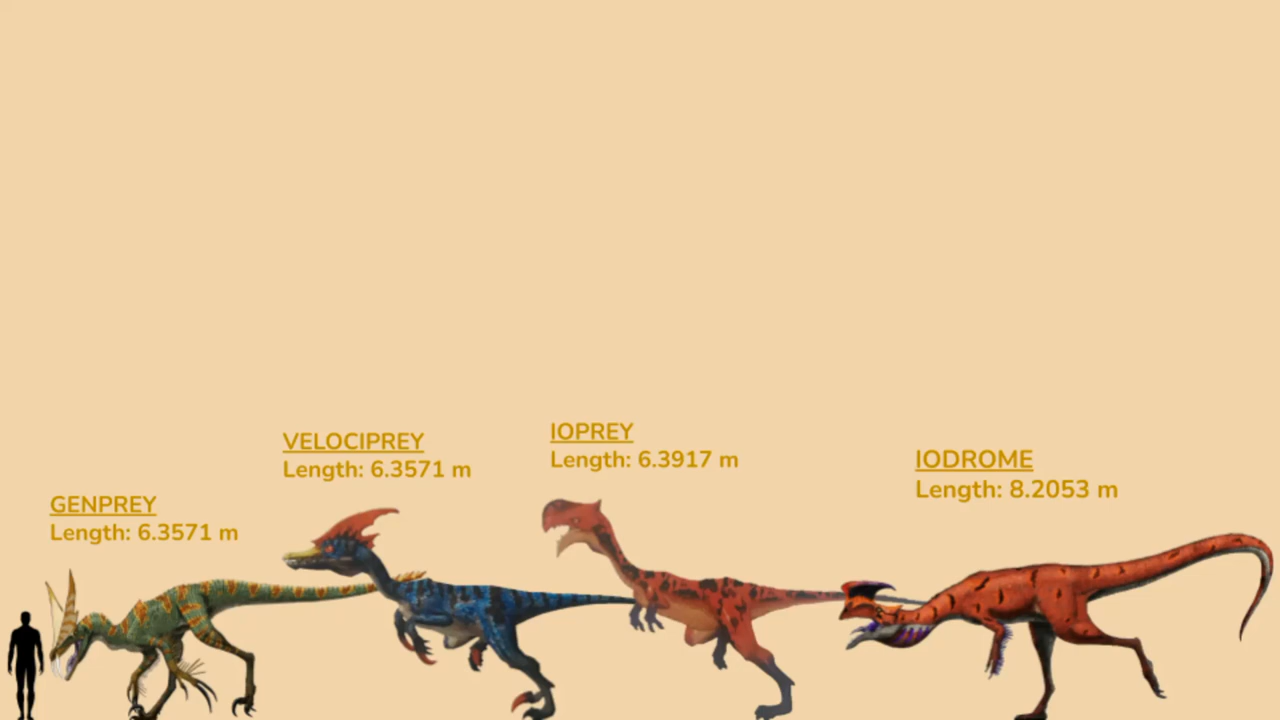 GENPREY
Length: 6.3571 m
VELOCIPREY
Length: 6.3571 m
IOPREY
Length: 6.3917 m
IODROME
Length: 8.2053 m